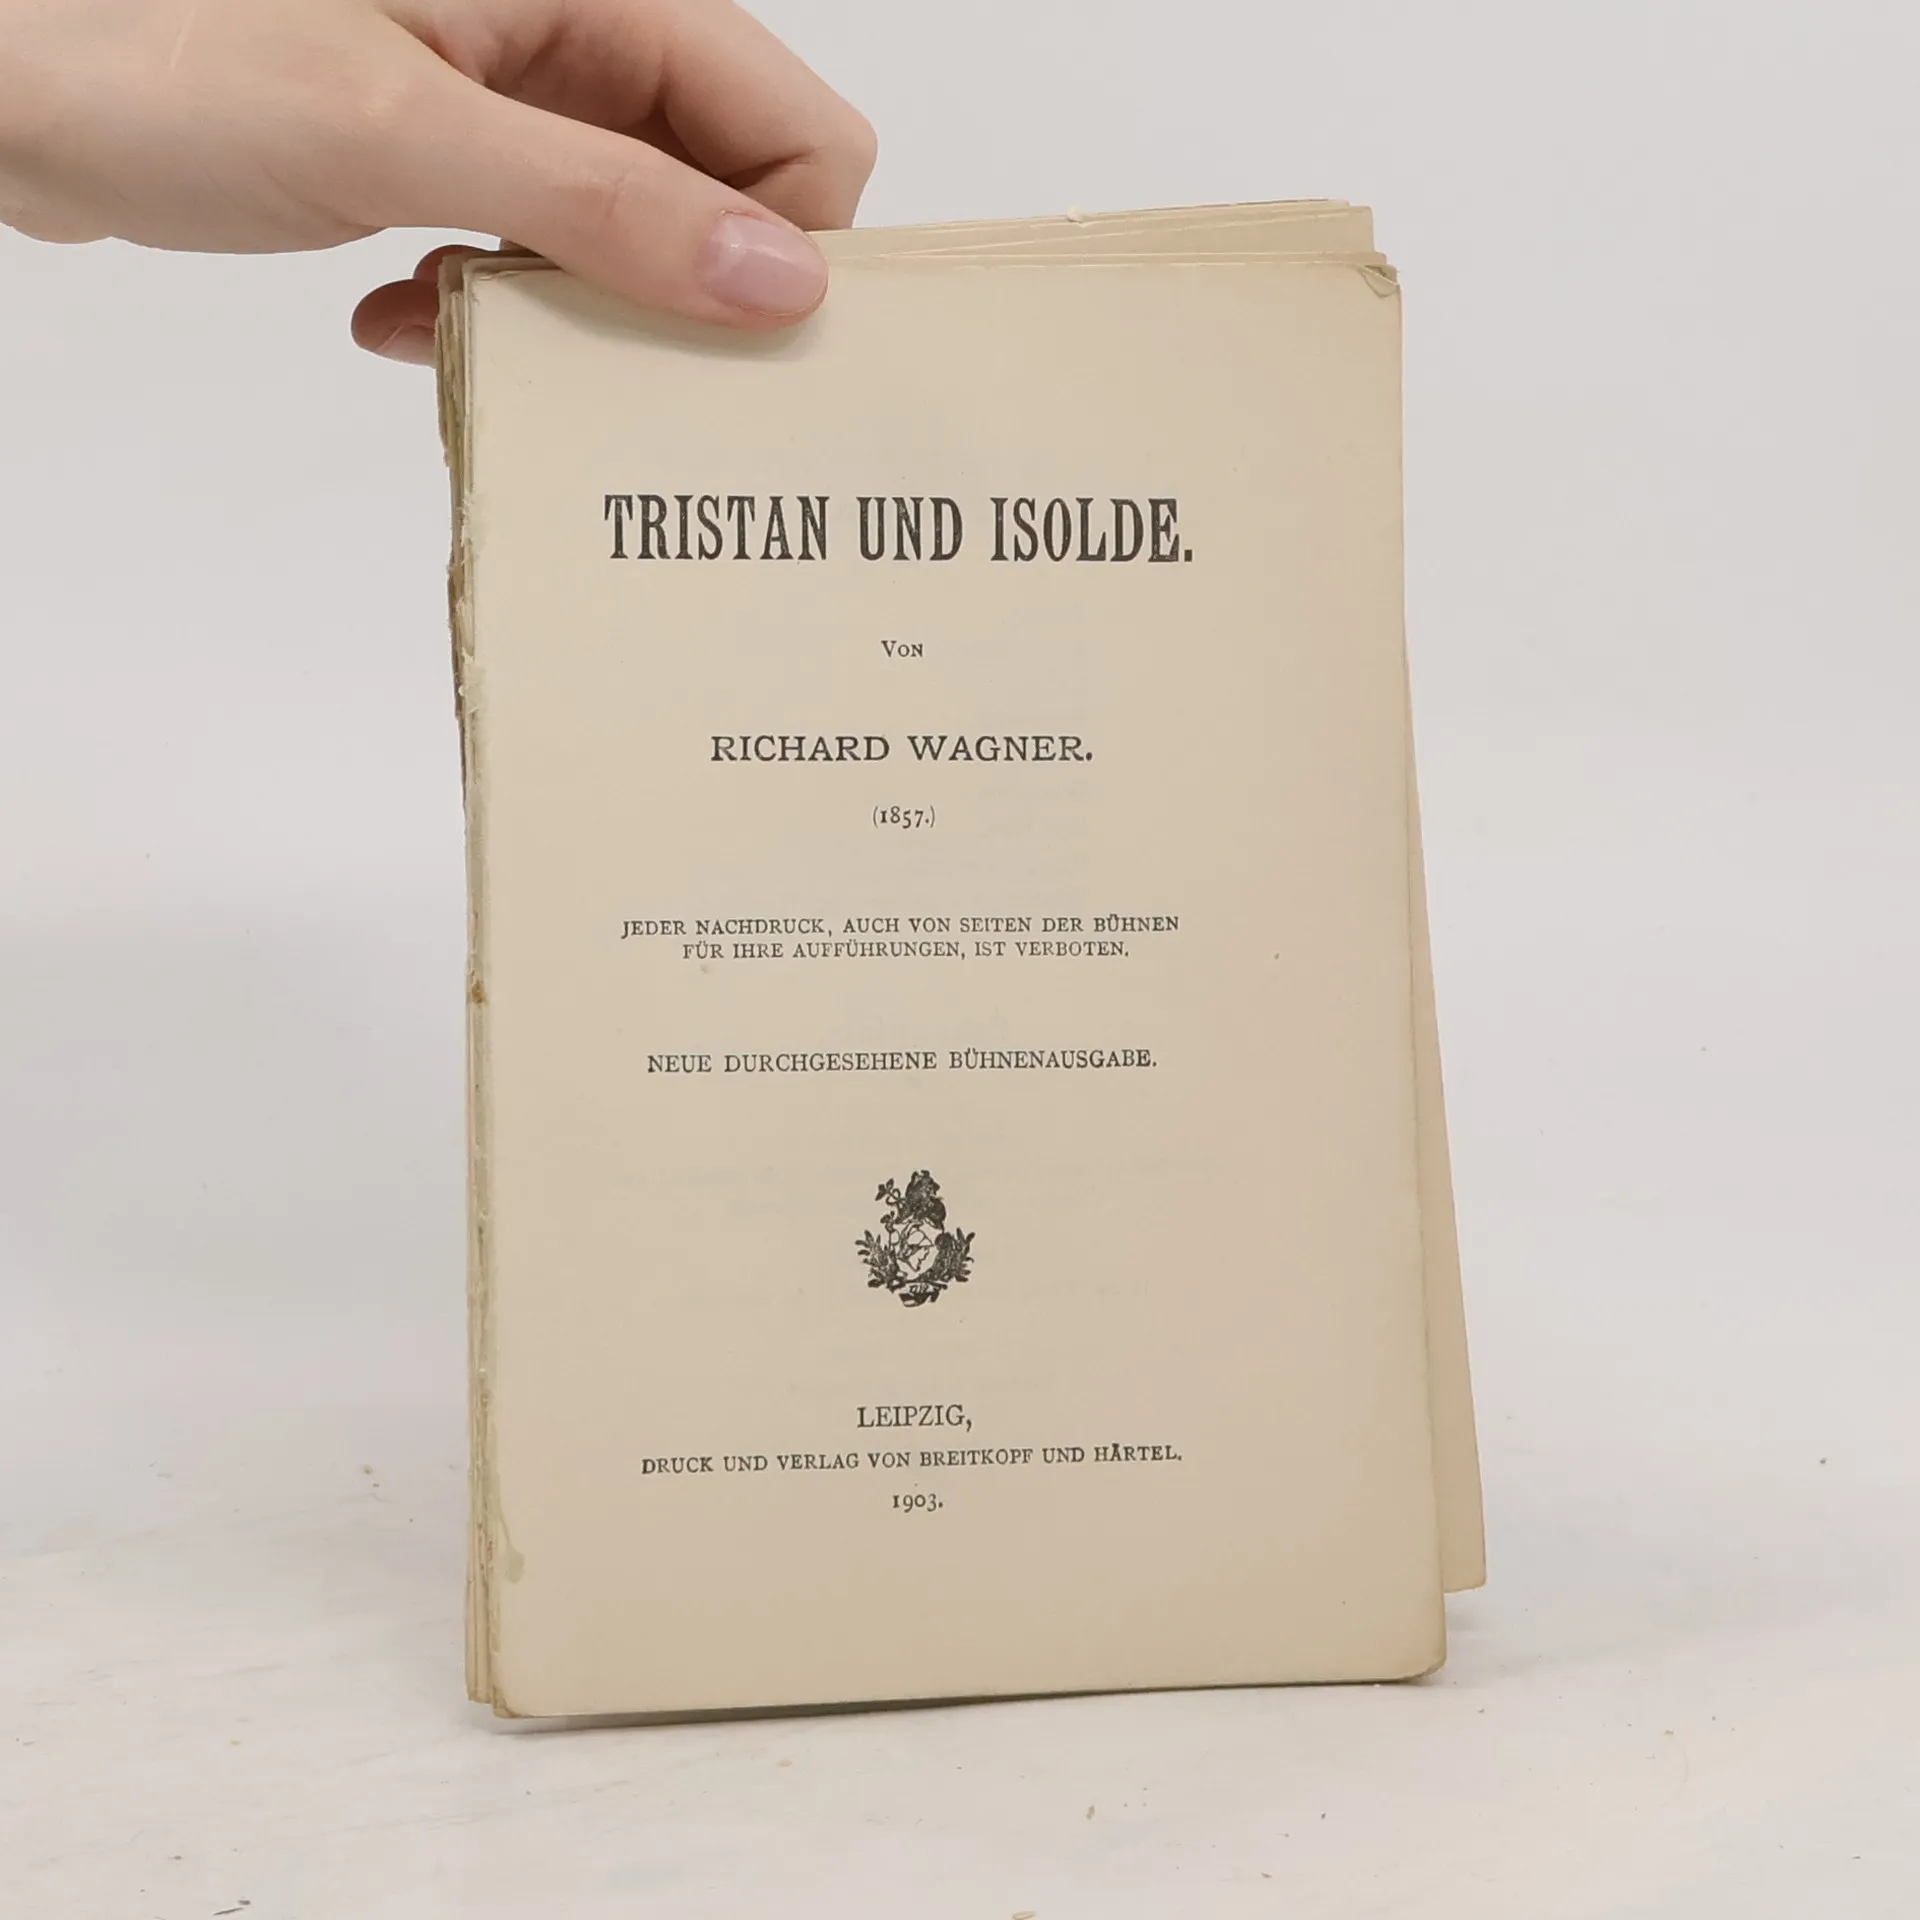 TRISTAN UND ISOLDE.
VON
RICHARD WAGNER.
(1857.)
JEDER NACHDRUCK, AUCH VON SEITEN DER BÜHNEN
FÜR IHRE AUFFÜHRUNGEN, IST VERBOTEN.
NEUE DURCHGESEHENE BÜHNENAUSGABE.
LEIPZIG,
DRUCK UND VERLAG VON BREITKOPF UND HÄRTEL.
1903.